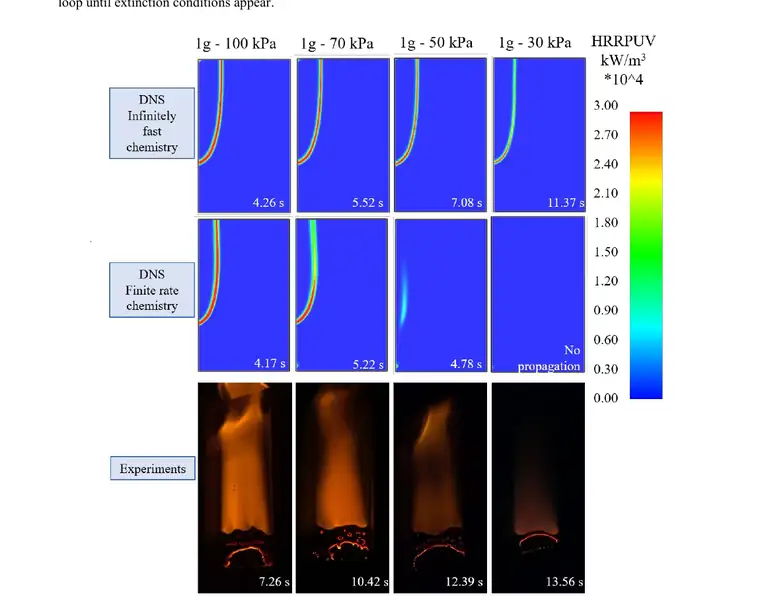 loop until extinction conditions appear.
1g - 100 kPa 1g - 70 kPa 1g - 50 kPa 1g - 30 kPa HRRPUV
kW/m³
*10^4
DNS
Infinitely
fast
chemistry
4.26 s 5.52 s 7.08 s 11.37 s
3.00
2.70
2.40
2.10
1.80
1.50
1.20
0.90
0.60
0.30
0.00
DNS
Finite rate
chemistry
4.17 s 5.22 s 4.78 s No
propagation
Experiments
7.26 s 10.42 s 12.39 s 13.56 s